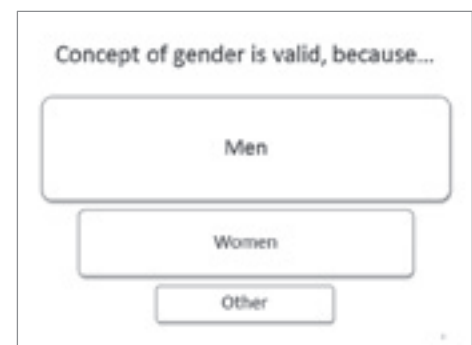 Concept of gender is valid, because...
Men
Women
Other